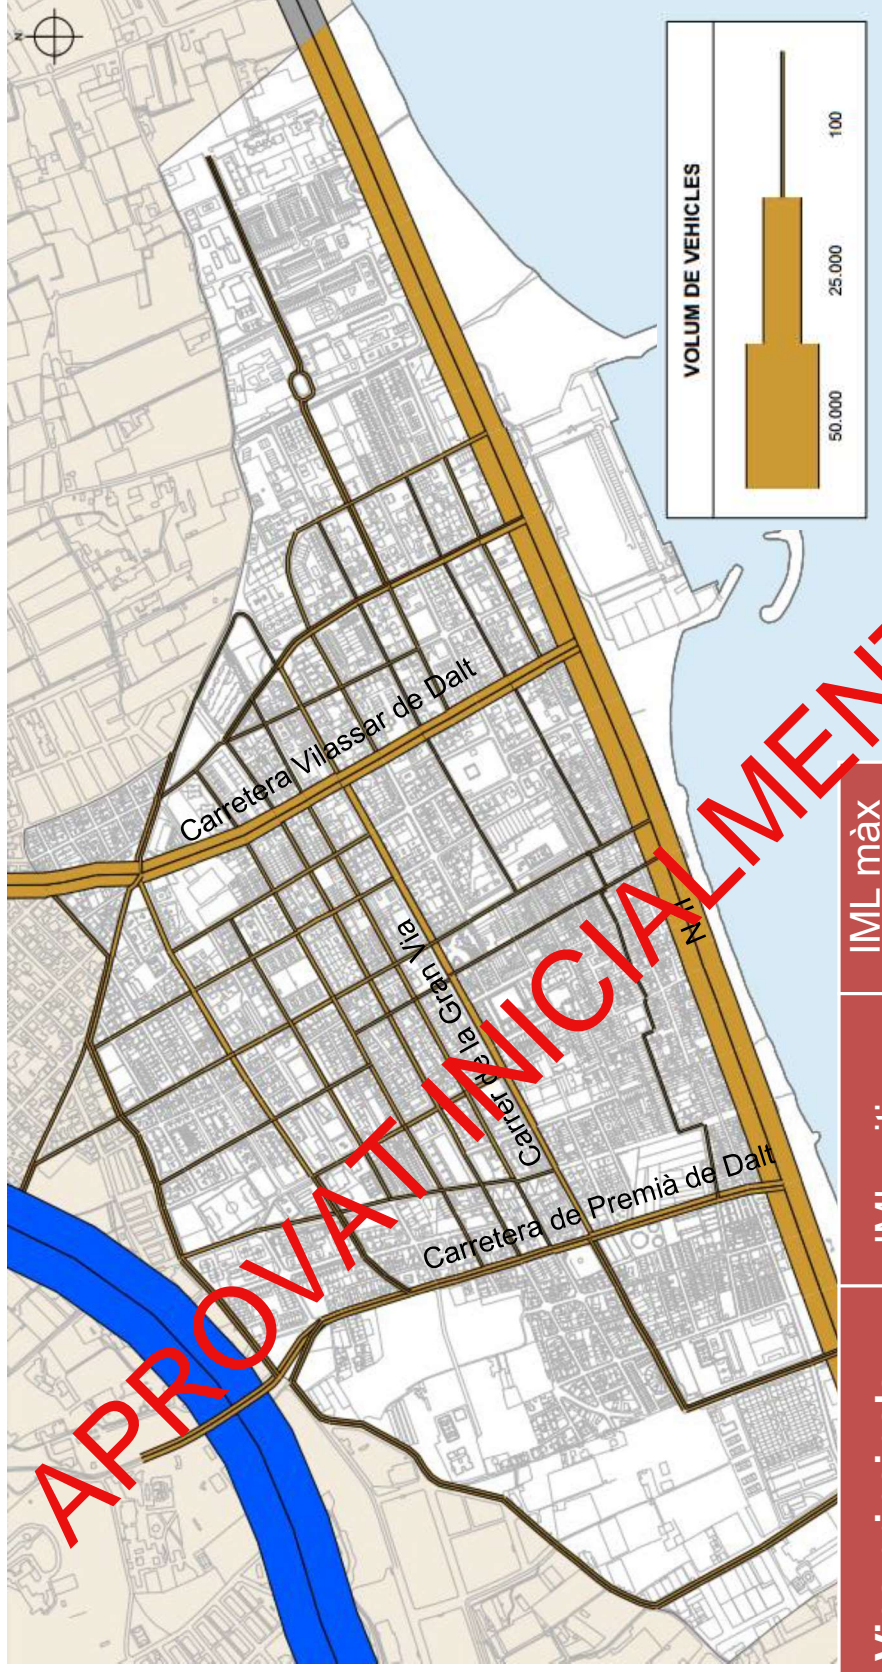 N
VOLUM DE VEHICLES
50.000
25.000
100
Carretera Vilassar de Dalt
Carrer de la Gran Via
N-II
Carretera de Premià de Dalt
APROVAT INICIALMENT
IML màx